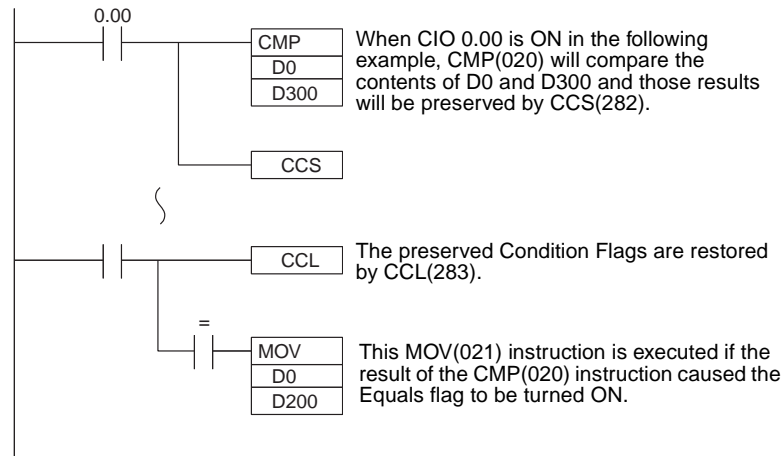 0.00
CMP
D0
D300
When CIO 0.00 is ON in the following
example, CMP(020) will compare the
contents of D0 and D300 and those results
will be preserved by CCS(282).
CCS
CCL
The preserved Condition Flags are restored
by CCL(283).
=
MOV
D0
D200
This MOV(021) instruction is executed if the
result of the CMP(020) instruction caused the
Equals flag to be turned ON.